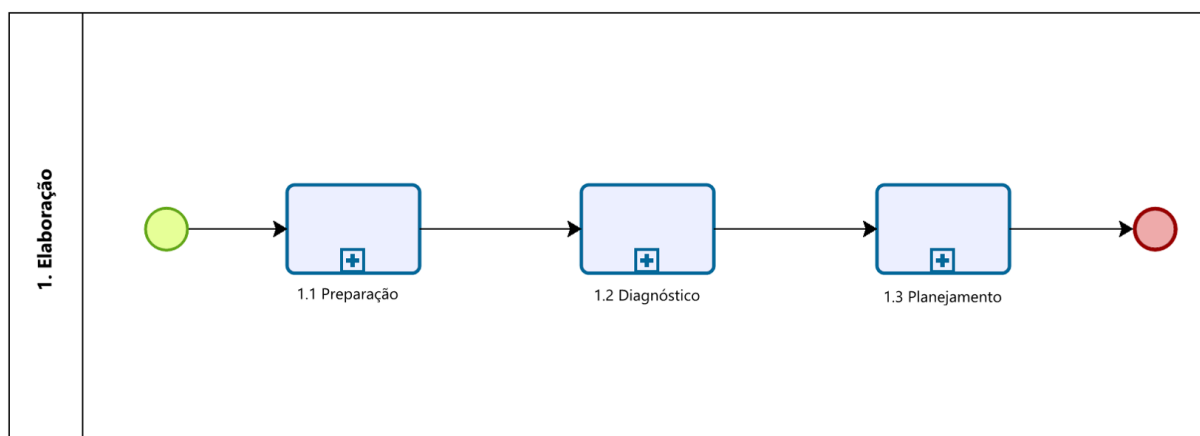 1. Elaboração
1.1 Preparação
1.2 Diagnóstico
1.3 Planejamento